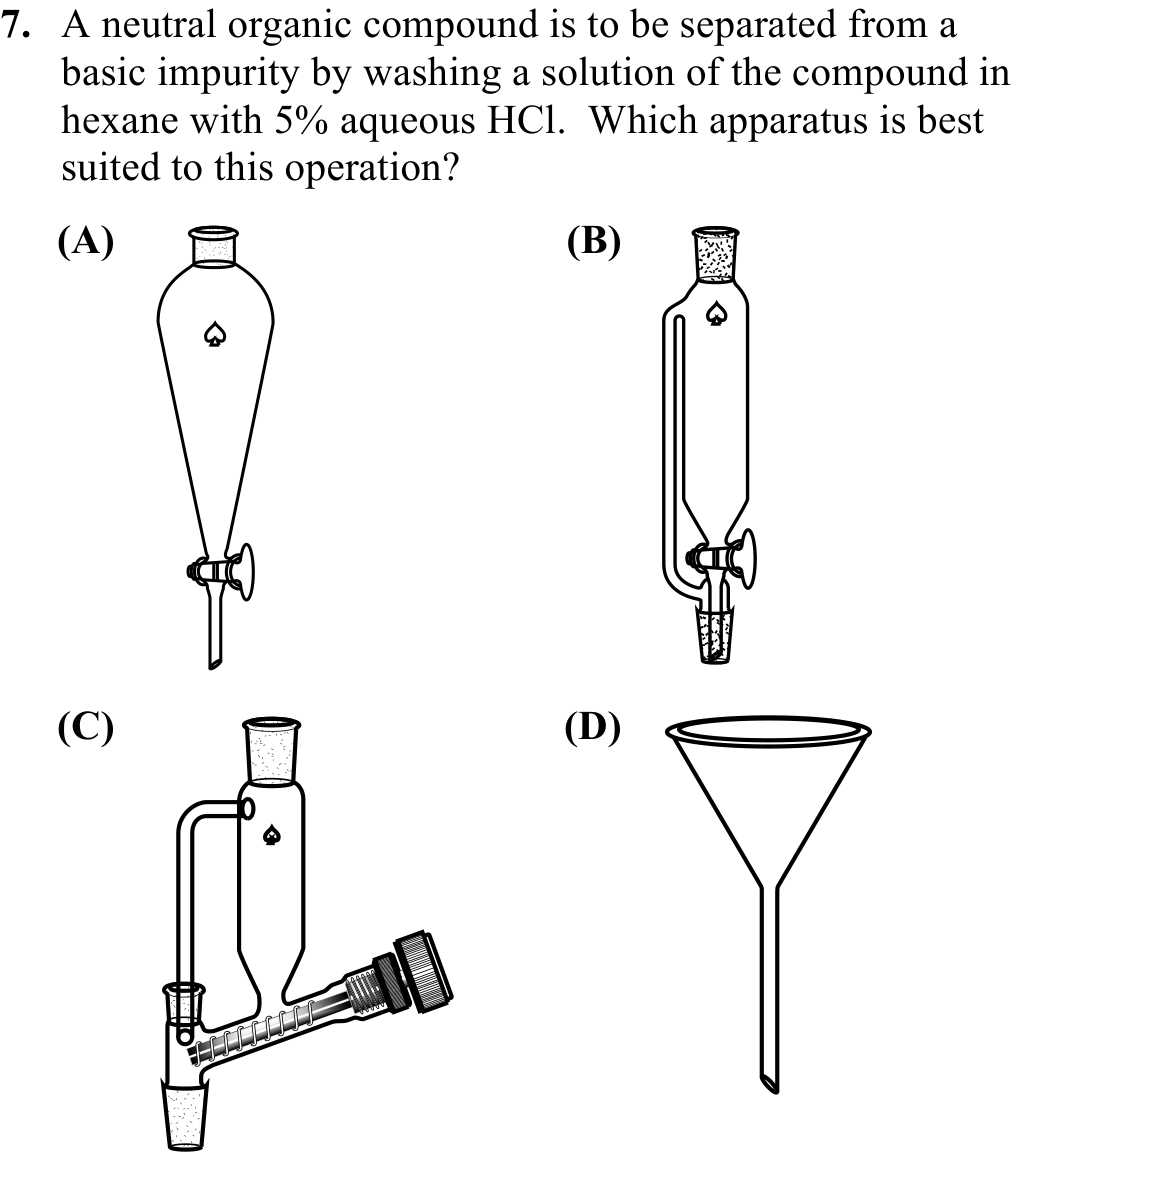 7. A neutral organic compound is to be separated from a
basic impurity by washing a solution of the compound in
hexane with 5% aqueous HCl. Which apparatus is best
suited to this operation?
(A)
(B)
(C)
(D)